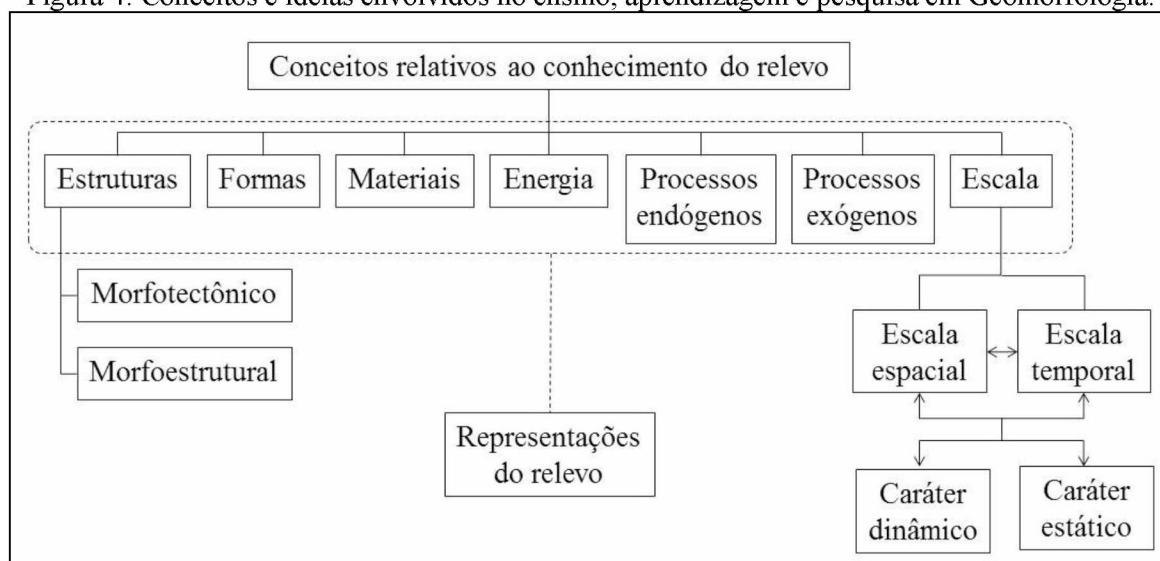 Figura 4: Conceitos e ideias envolvidos no ensino, aprendizagem e pesquisa em Geomorfologia.
Conceitos relativos ao conhecimento do relevo
Estruturas
Formas
Materiais
Energia
Processos
endógenos
Processos
exógenos
Escala
Morfotectônico
Morfoestrutural
Escala
espacial
Escala
temporal
Representações
do relevo
Caráter
dinâmico
Caráter
estático